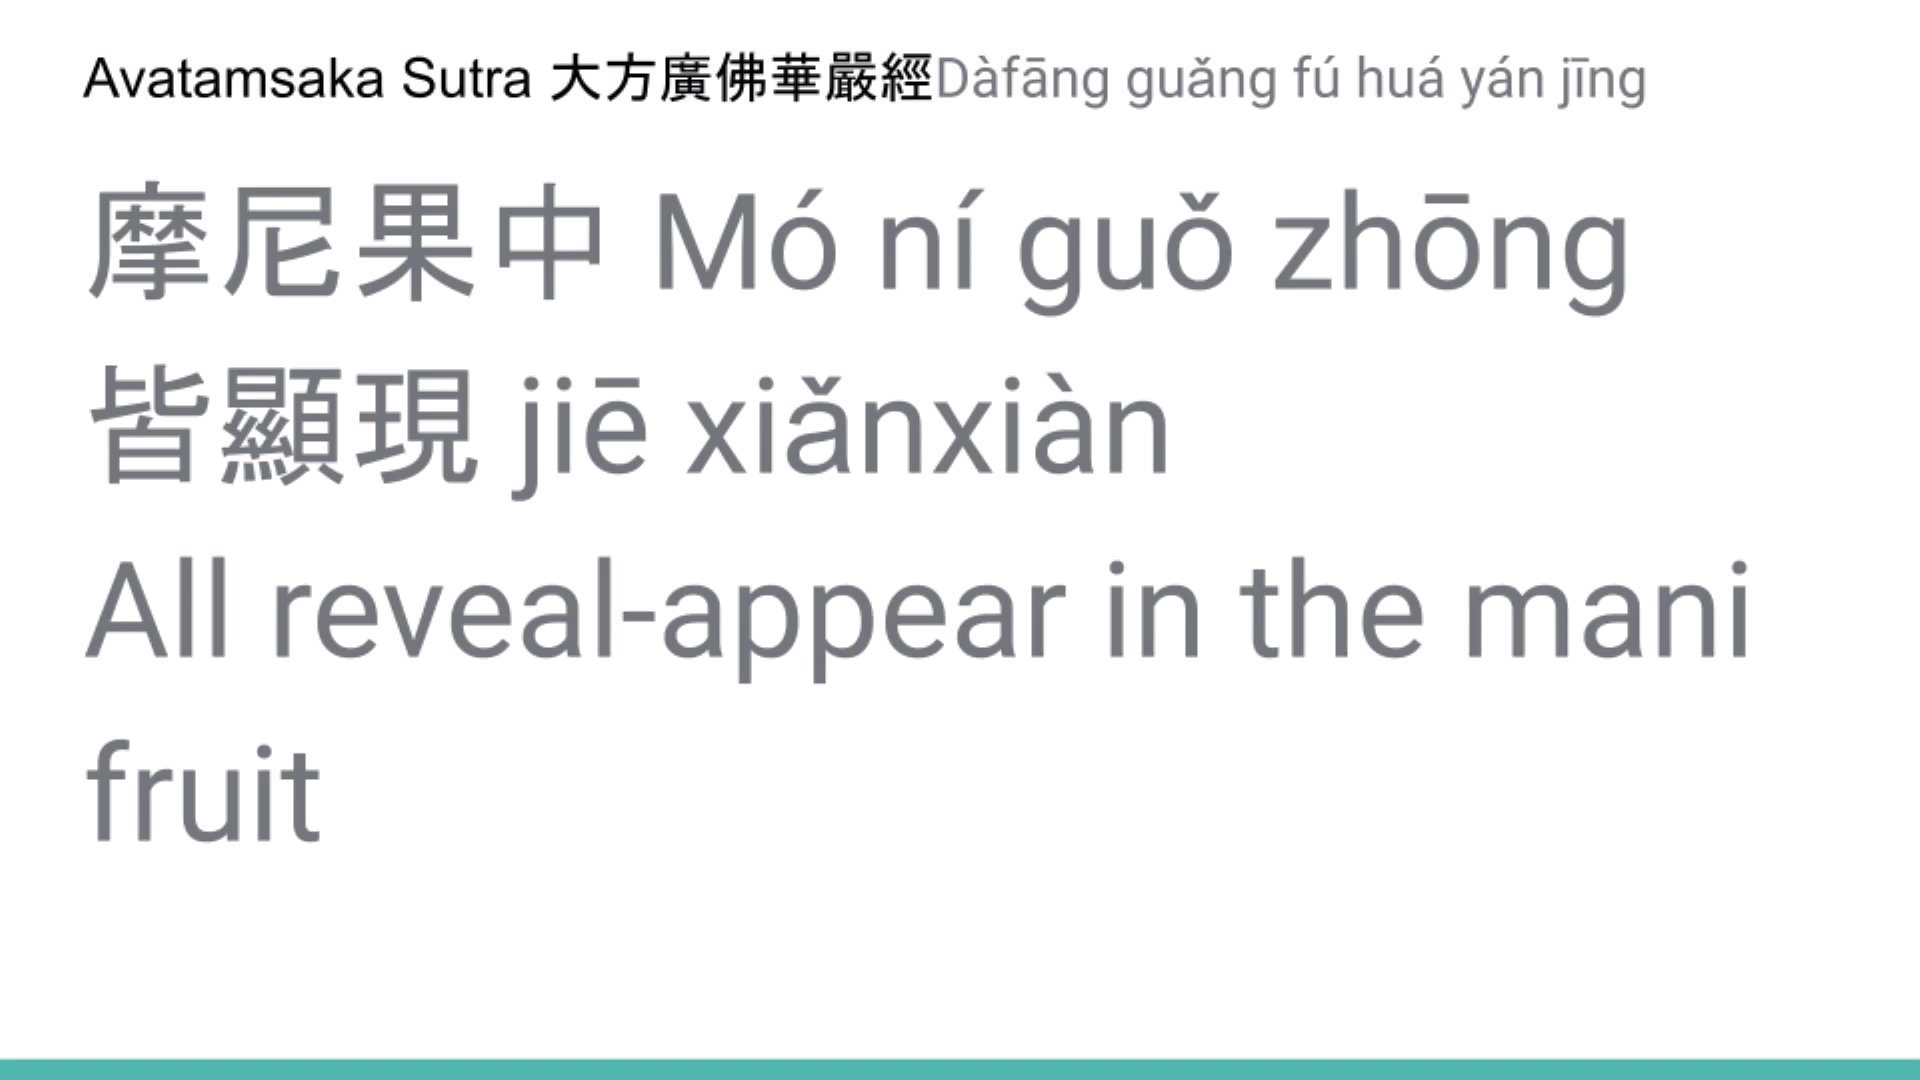 Avatamsaka Sutra 大方廣佛華嚴經Dàfāng guǎng fú huá yán jīng
摩尼果中 Mó ní guǒ zhōng
皆顯現 jiē xiǎnxiàn
All reveal-appear in the mani
fruit